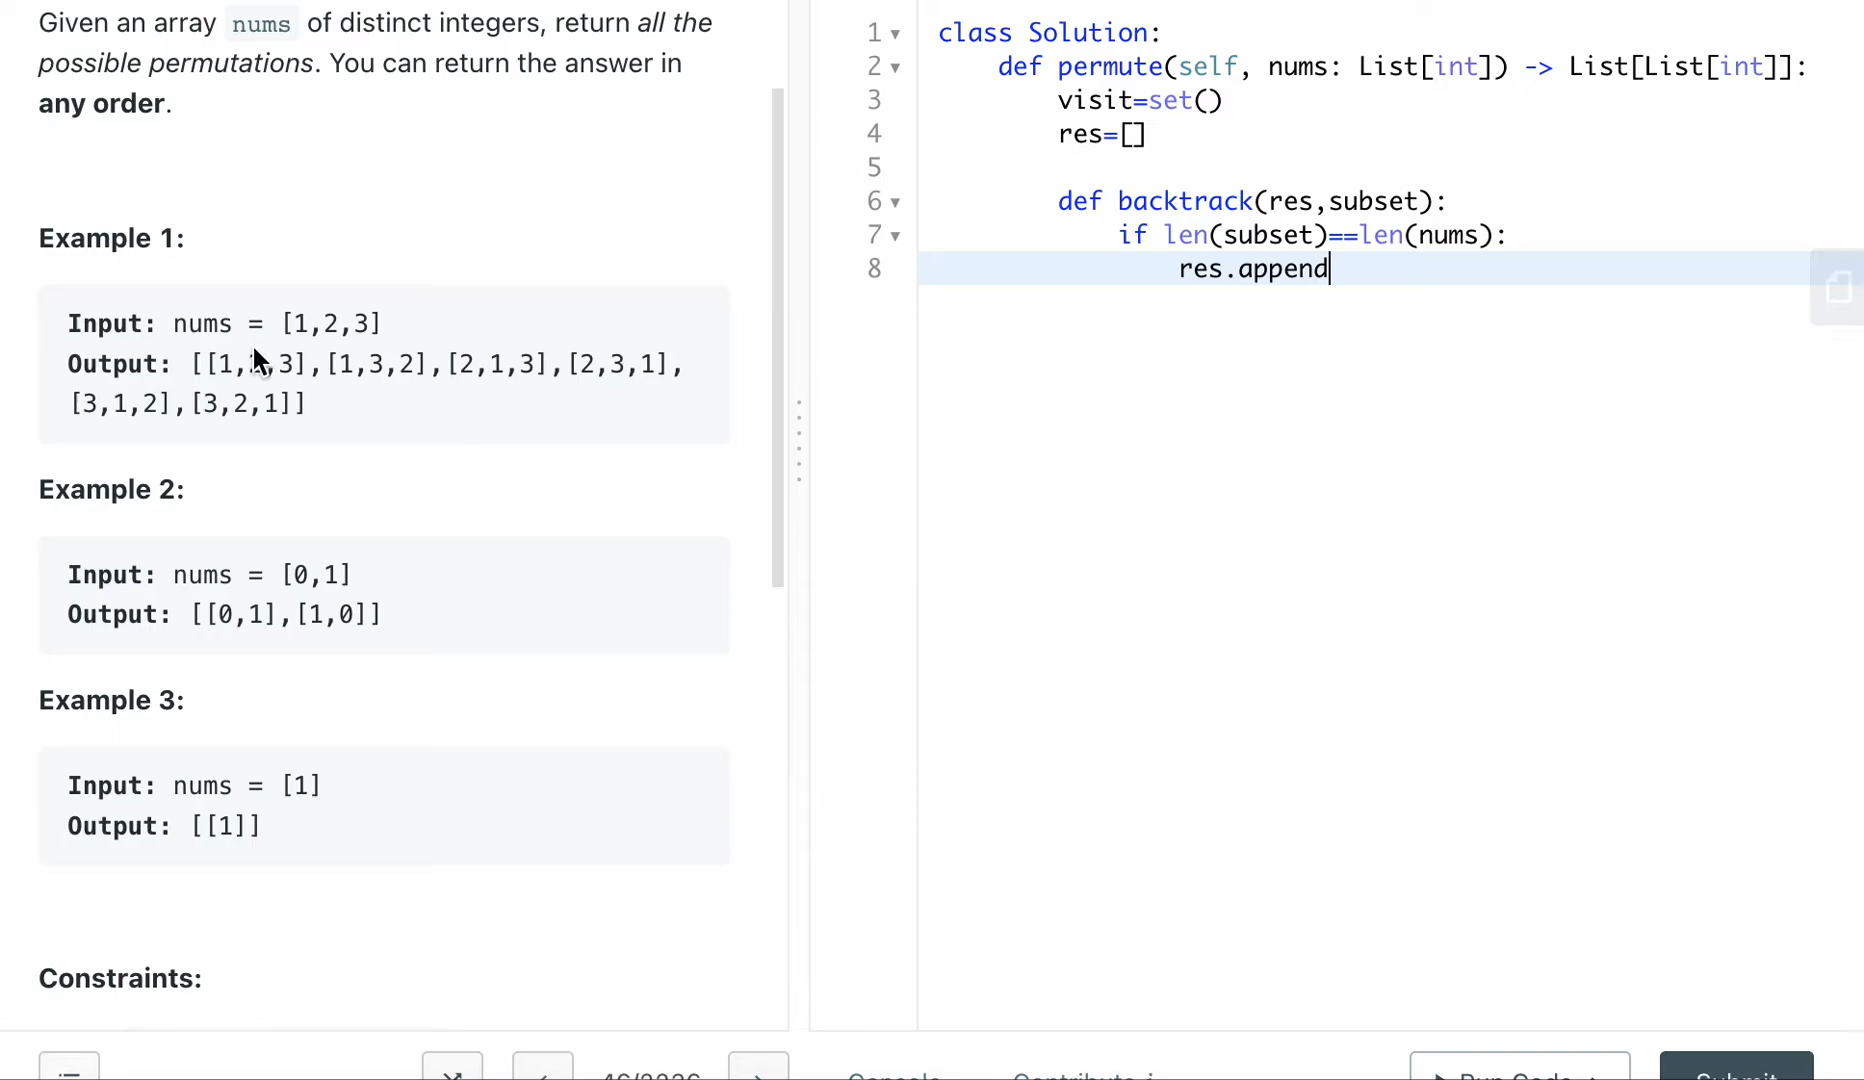 Given an array nums of distinct integers, return all the
possible permutations. You can return the answer in
any order.
Example 1:
Input: nums = [1,2,3]
Output: [[1, ,3],[1,3,2],[2,1,3],[2,3,1],
[3,1,2],[3,2,1]]
Example 2:
Input: nums = [0,1]
Output: [[0,1],[1,0]]
Example 3:
Input: nums = [1]
Output: [[1]]
Constraints:
1 class Solution:
2 def permute(self, nums: List[int]) -> List[List[int]]:
3 visit=set()
4 res=[]
5
6 def backtrack(res,subset):
7 if len(subset)==len(nums):
8 res.append
Console
Run Code
Submit